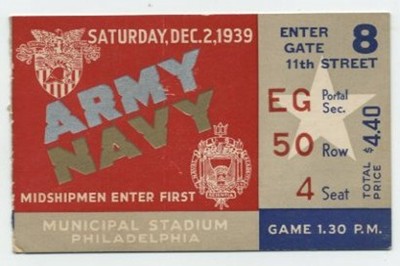 SATURDAY, DEC. 2, 1939
ARMY
NAVY
MIDSHIPMEN ENTER FIRST
MUNICIPAL STADIUM
PHILADELPHIA
ENTER
GATE 8
11TH STREET
EG Portal Sec.
50 Row
4 Seat
TOTAL PRICE $4.40
GAME 1.30 P.M.